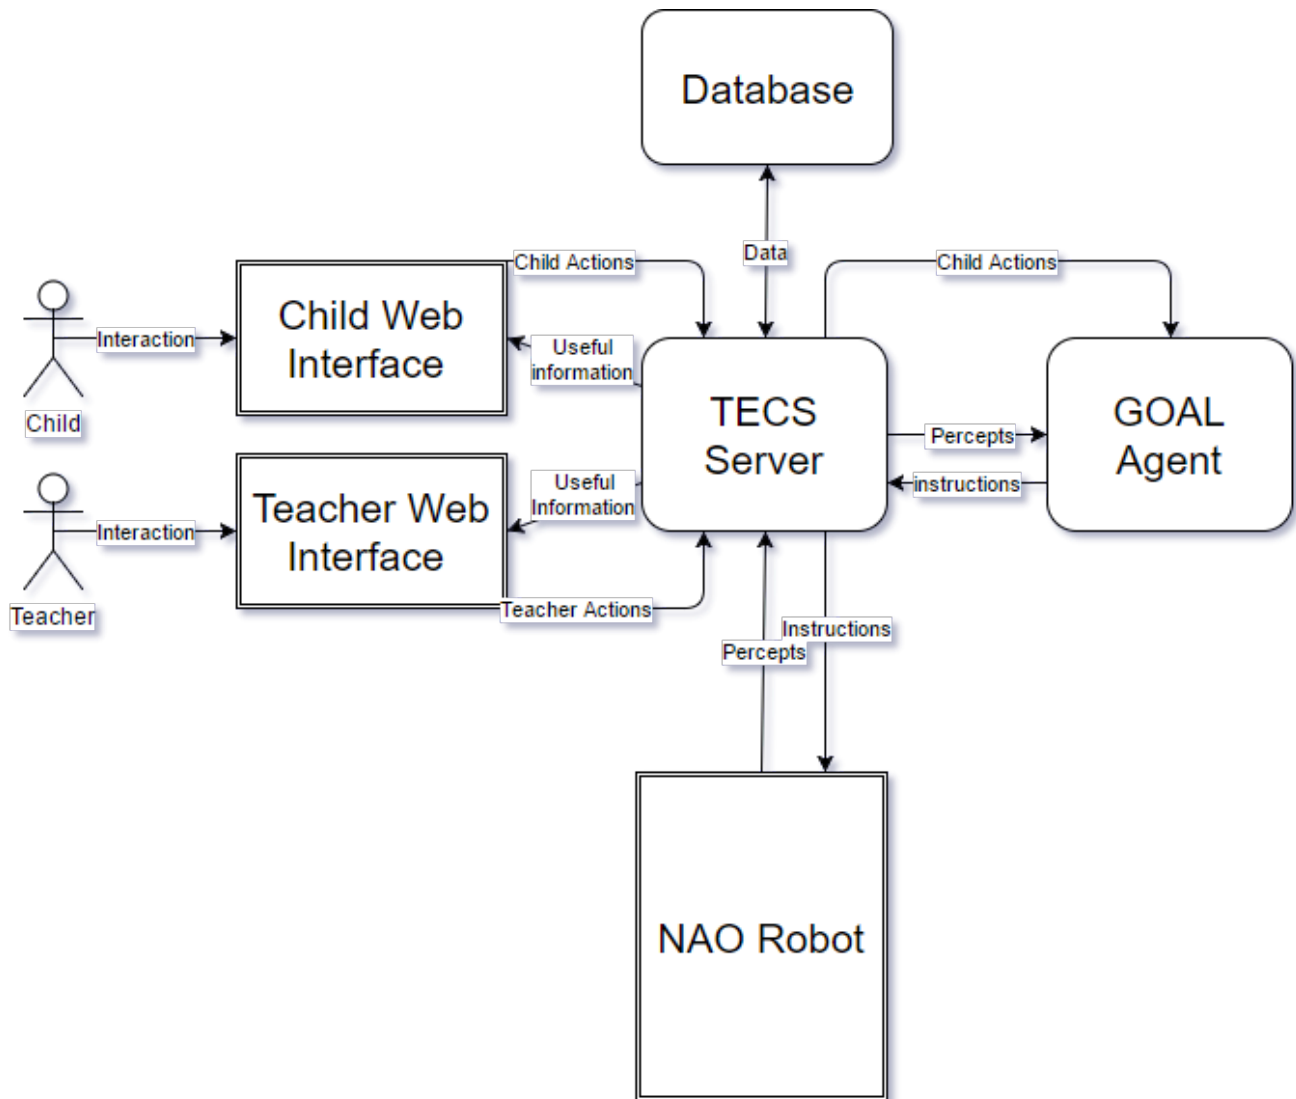 Database
Data
Child Actions
Child Actions
Child Web
Interface
Interaction
Child
Useful
information
TECS
Server
GOAL
Agent
Percepts
instructions
Teacher Web
Interface
Interaction
Teacher
Useful
Information
Teacher Actions
Instructions
Percepts
NAO Robot